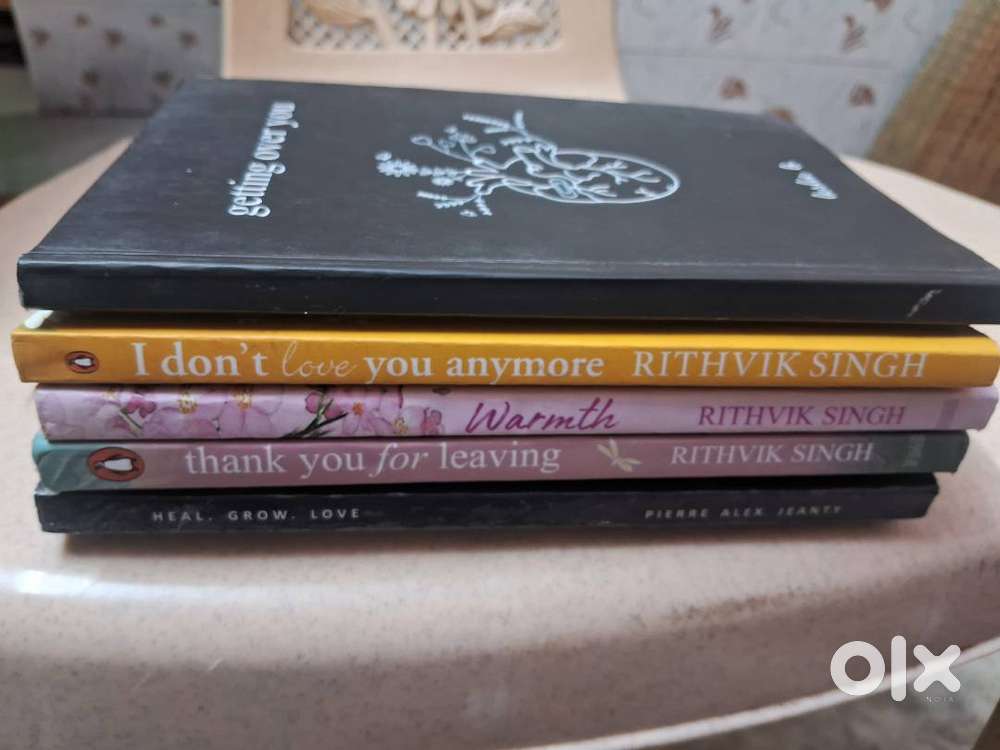 getting over you
I don't love you anymore RITHVIK SINGH
Warmth RITHVIK SINGH
thank you for leaving RITHVIK SINGH
HEAL. GROW. LOVE PIERRE ALEX JEANTY
olx
INDIA